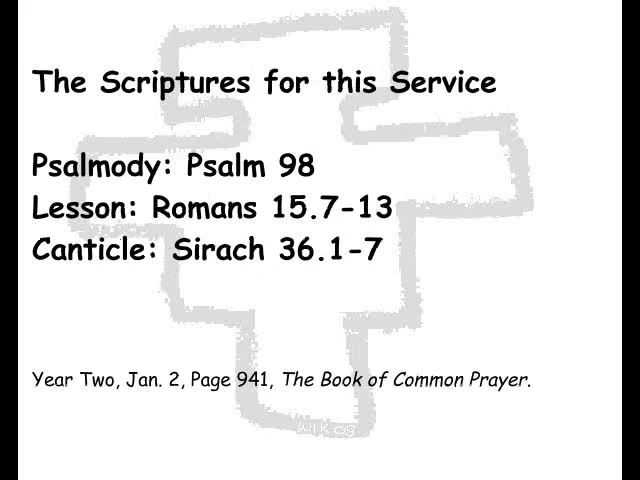 The Scriptures for this Service
Psalmody: Psalm 98
Lesson: Romans 15.7-13
Canticle: Sirach 36.1-7
Year Two, Jan. 2, Page 941, The Book of Common Prayer.